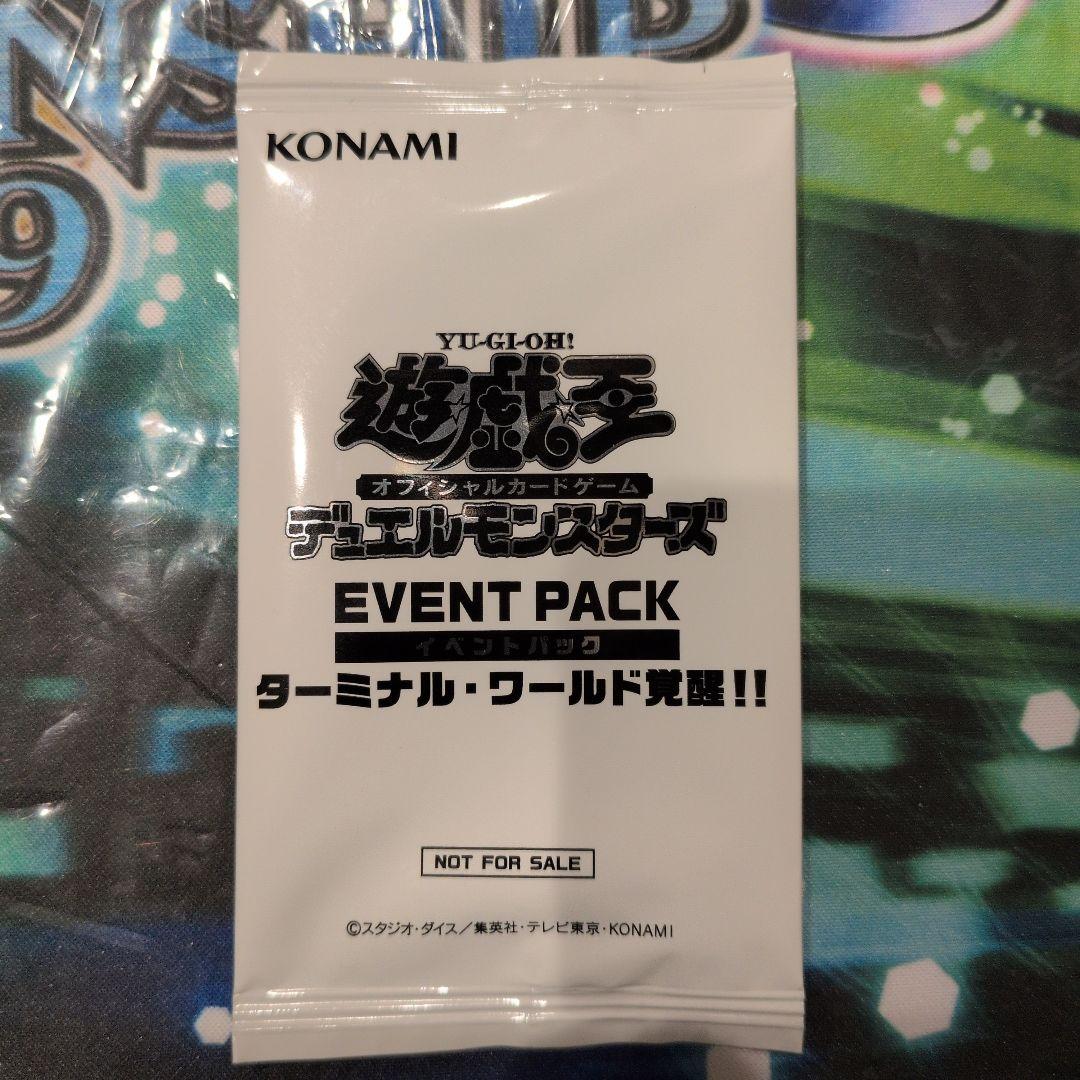 KONAMI
YU-GI-OH!
遊戯王
オフィシャルカードゲーム
デュエルモンスターズ
EVENT PACK
イベントパック
ターミナル・ワールド覚醒!!
NOT FOR SALE
©スタジオ・ダイス/集英社・テレビ東京・KONAMI